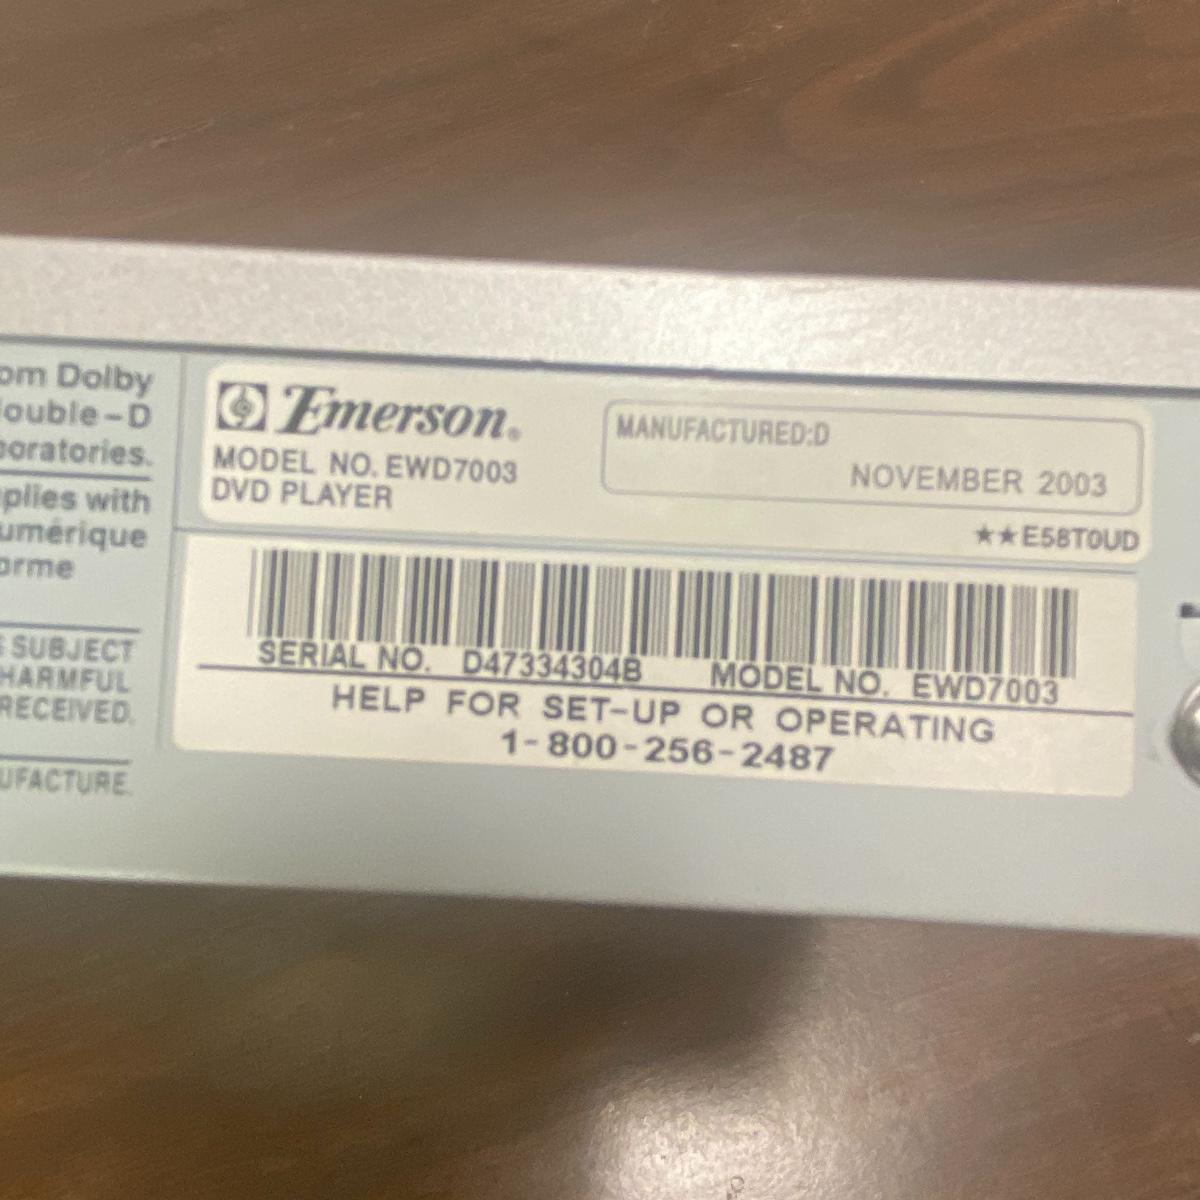 om Dolby
ouble-D
boratories.
plies with
umérique
orme
SUBJECT
HARMFUL
RECEIVED.
UFACTURE.
Emerson®
MODEL NO. EWD7003
DVD PLAYER
MANUFACTURED:D
NOVEMBER 2003
★★E58T0UD
SERIAL NO. D47334304B MODEL NO. EWD7003
HELP FOR SET-UP OR OPERATING
1-800-256-2487